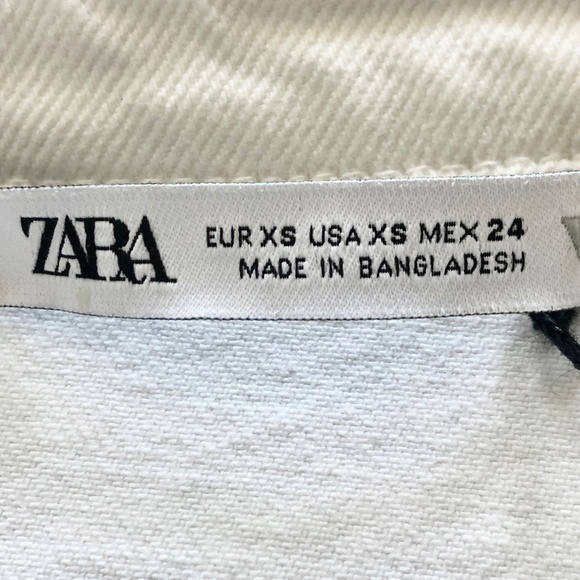 ZARA
EUR XS USA XS MEX 24
MADE IN BANGLADESH